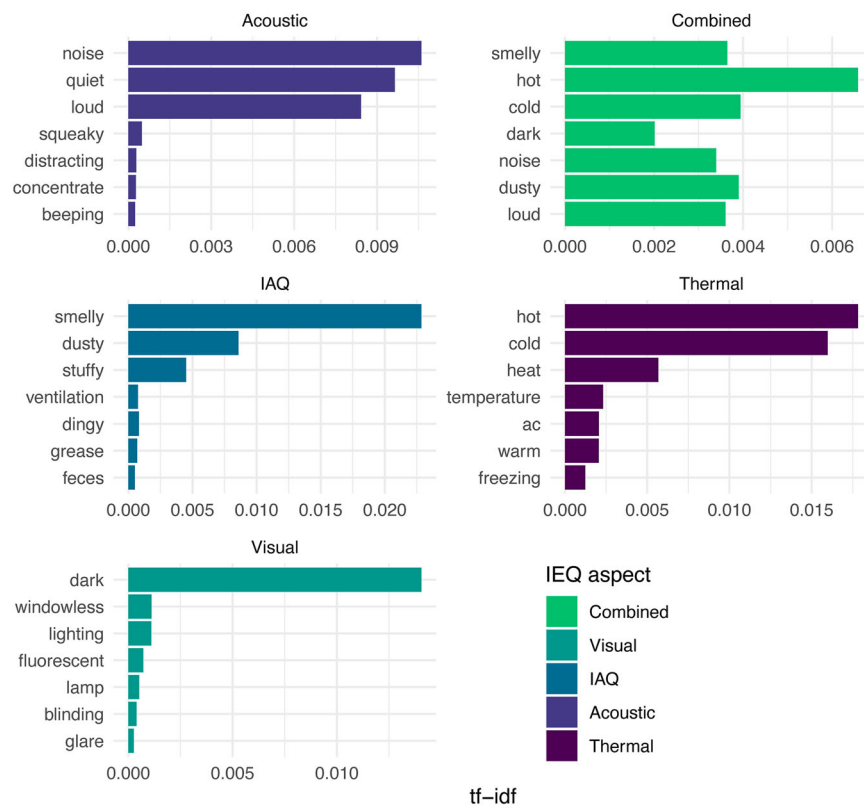 Acoustic
noise
quiet
loud
squeaky
distracting
concentrate
beeping
0.000 0.003 0.006 0.009
Combined
smelly
hot
cold
dark
noise
dusty
loud
0.000 0.002 0.004 0.006
IAQ
smelly
dusty
stuffy
ventilation
dingy
grease
feces
0.000 0.005 0.010 0.015 0.020
Thermal
hot
cold
heat
temperature
ac
warm
freezing
0.000 0.005 0.010 0.015
Visual
dark
windowless
lighting
fluorescent
lamp
blinding
glare
0.000 0.005 0.010
IEQ aspect
Combined
Visual
IAQ
Acoustic
Thermal
tf−idf